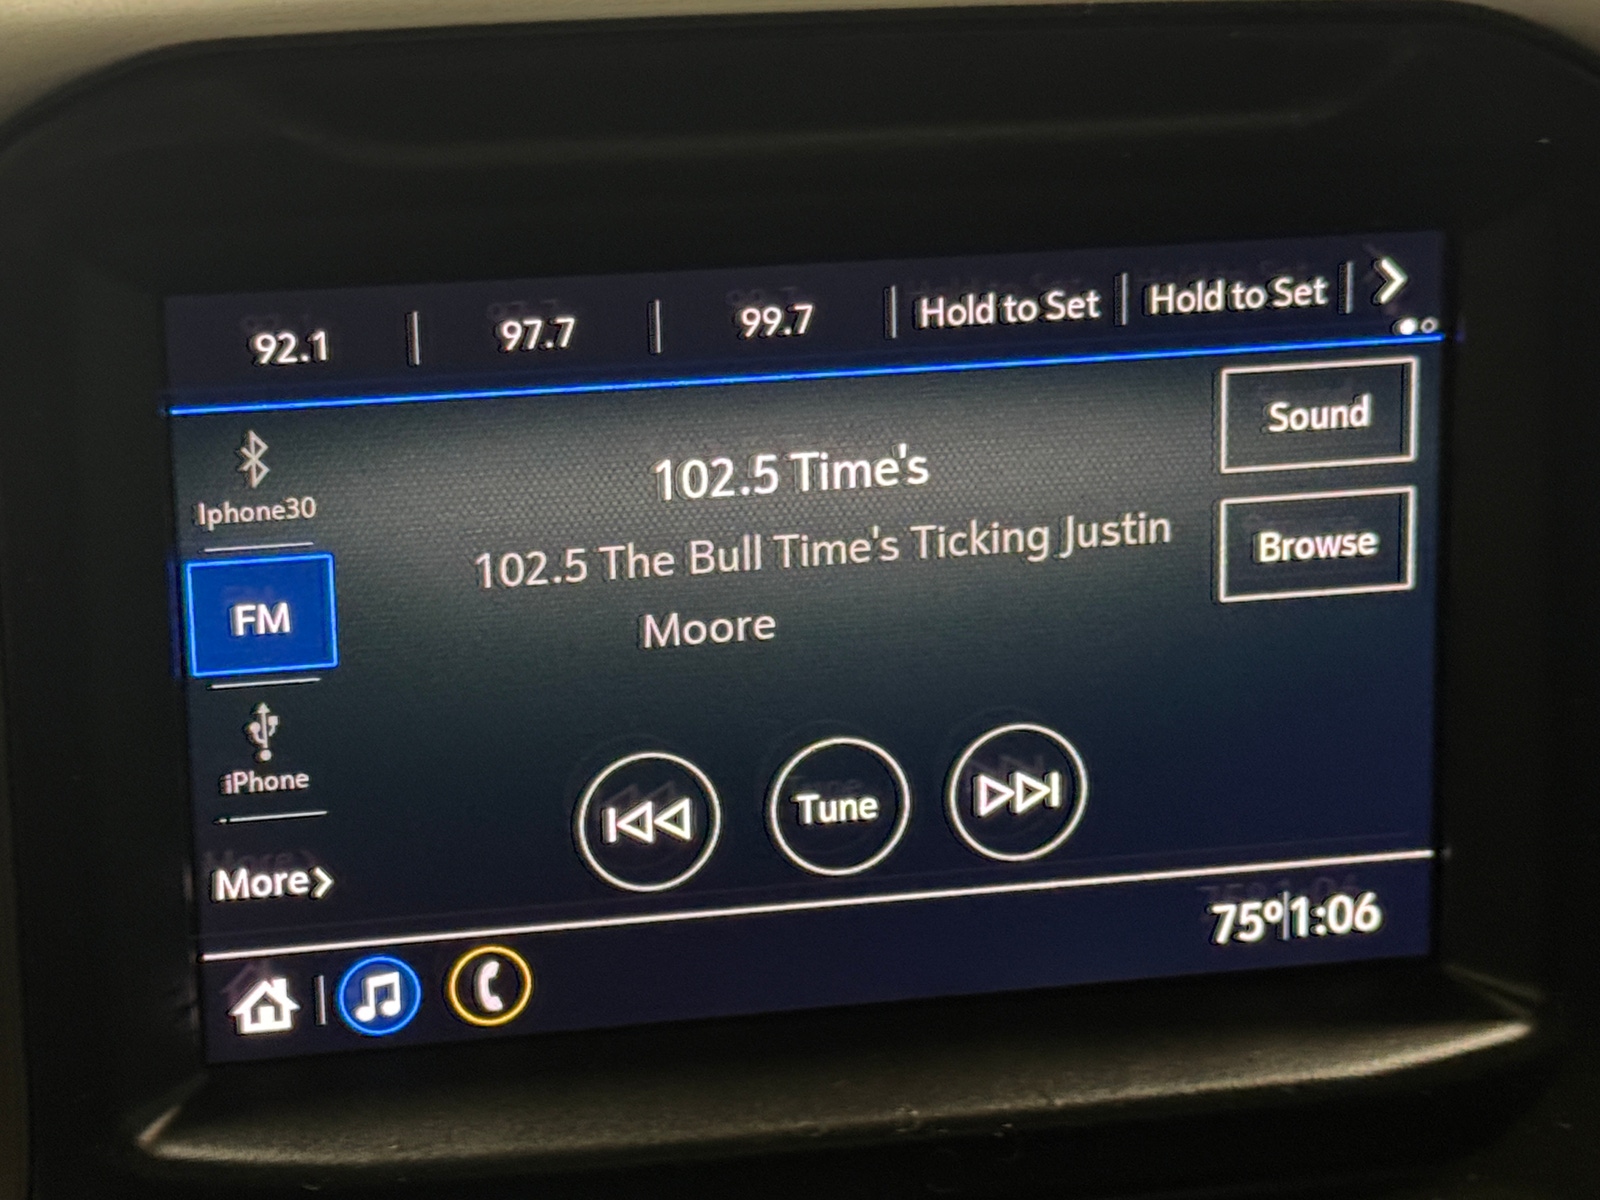 92.1 | 97.7 | 99.7 | Hold to Set | Hold to Set |
Iphone30
FM
iPhone
More
102.5 Time's
102.5 The Bull Time's Ticking Justin
Moore
Sound
Browse
Tune
75º|1:06